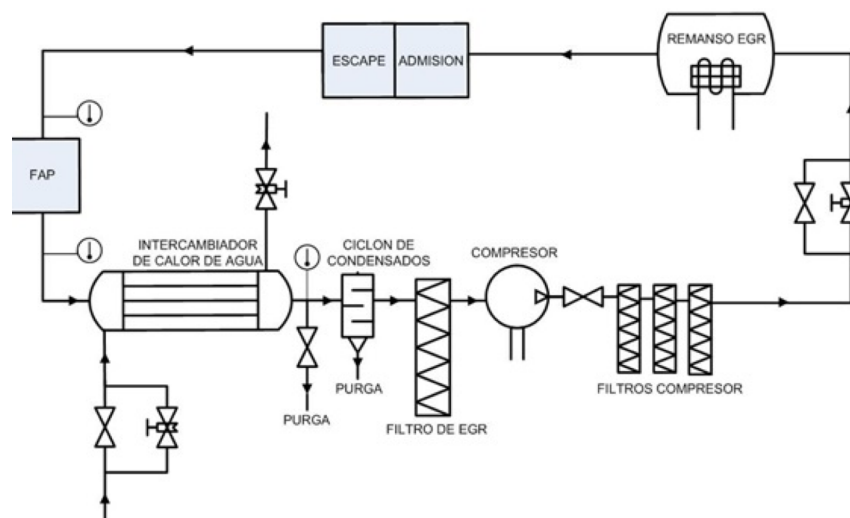 REMANSO EGR
ESCAPE
ADMISION
FAP
INTERCAMBIADOR
DE CALOR DE AGUA
CICLON DE
CONDENSADOS
COMPRESOR
PURGA
PURGA
FILTRO DE EGR
FILTROS COMPRESOR